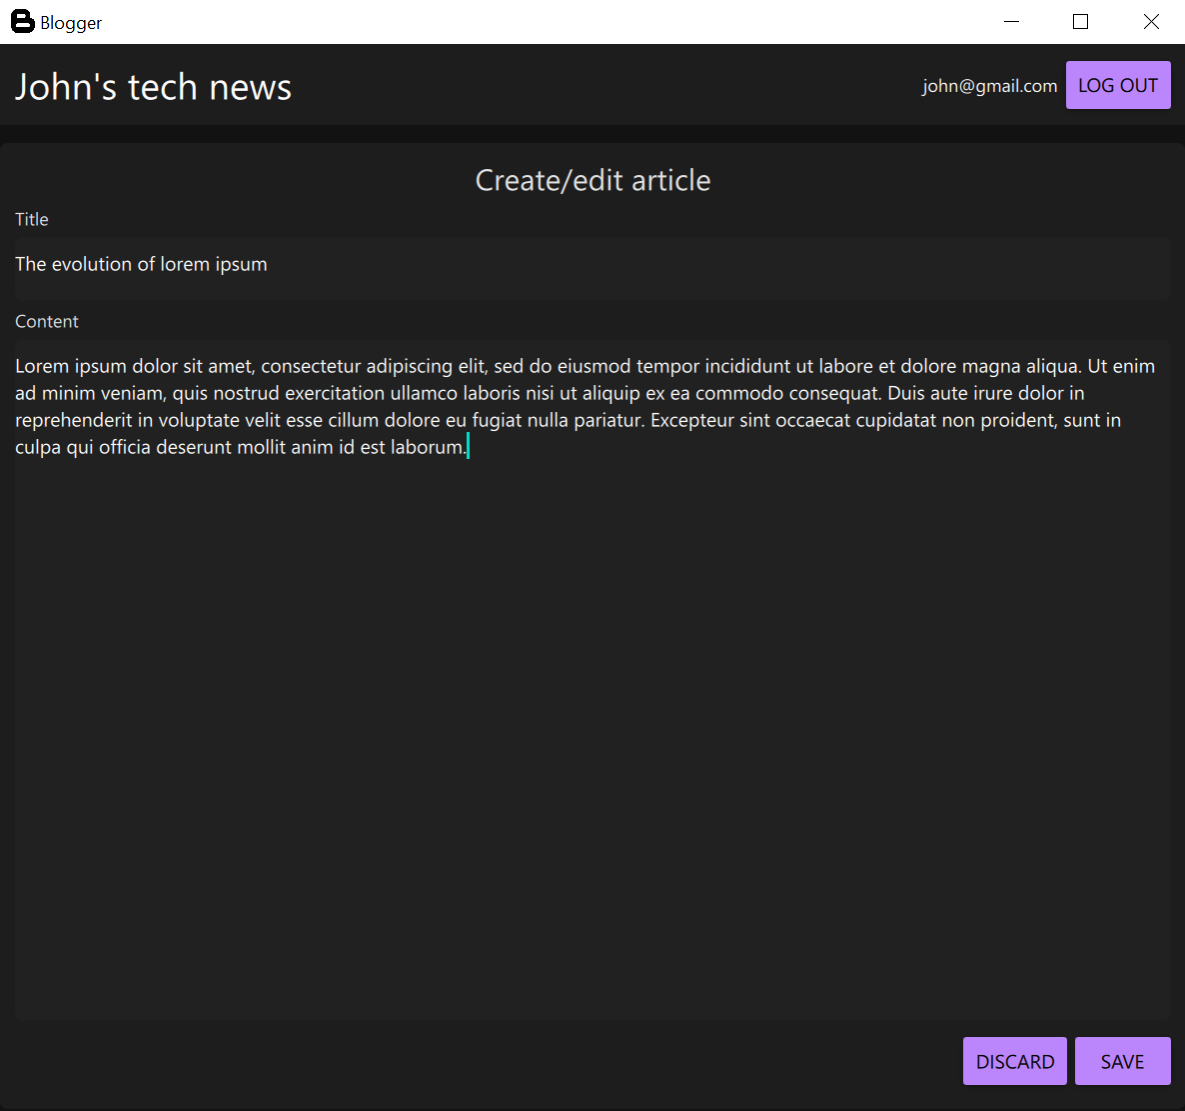 Blogger
John's tech news
john@gmail.com
LOG OUT
Create/edit article
Title
The evolution of lorem ipsum
Content
Lorem ipsum dolor sit amet, consectetur adipiscing elit, sed do eiusmod tempor incididunt ut labore et dolore magna aliqua. Ut enim
ad minim veniam, quis nostrud exercitation ullamco laboris nisi ut aliquip ex ea commodo consequat. Duis aute irure dolor in
reprehenderit in voluptate velit esse cillum dolore eu fugiat nulla pariatur. Excepteur sint occaecat cupidatat non proident, sunt in
culpa qui officia deserunt mollit anim id est laborum.
DISCARD
SAVE